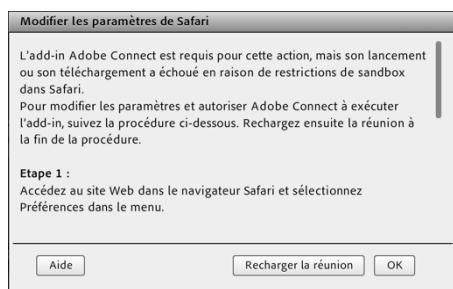 Modifier les paramètres de Safari
L'add-in Adobe Connect est requis pour cette action, mais son lancement
ou son téléchargement a échoué en raison de restrictions de sandbox
dans Safari.
Pour modifier les paramètres et autoriser Adobe Connect à exécuter
l'add-in, suivez la procédure ci-dessous. Rechargez ensuite la réunion à
la fin de la procédure.
Etape 1 :
Accédez au site Web dans le navigateur Safari et sélectionnez
Préférences dans le menu.
Aide Recharger la réunion OK